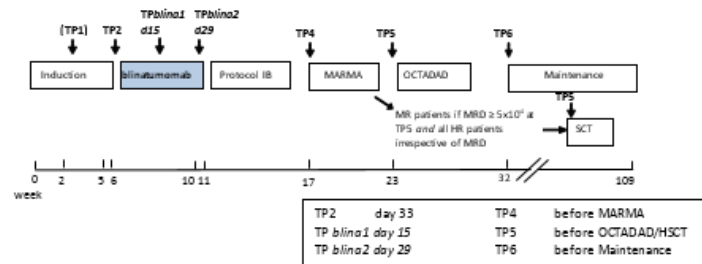 TPblina1 TPblina2
(TP1) TP2 d15 d29 TP4 TP5 TP6
Induction blinatumomab Protocol IB MARMA OCTADAD Maintenance
TP5
MR patients if MRD ≥ 5x10⁴ at
TP5 and all HR patients
irrespective of MRD
SCT
0 2 5 6 10 11 17 23 32 109
week
TP2 day 33 TP4 before MARMA
TP blina1 day 15 TP5 before OCTADAD/HSCT
TP blina2 day 29 TP6 before Maintenance